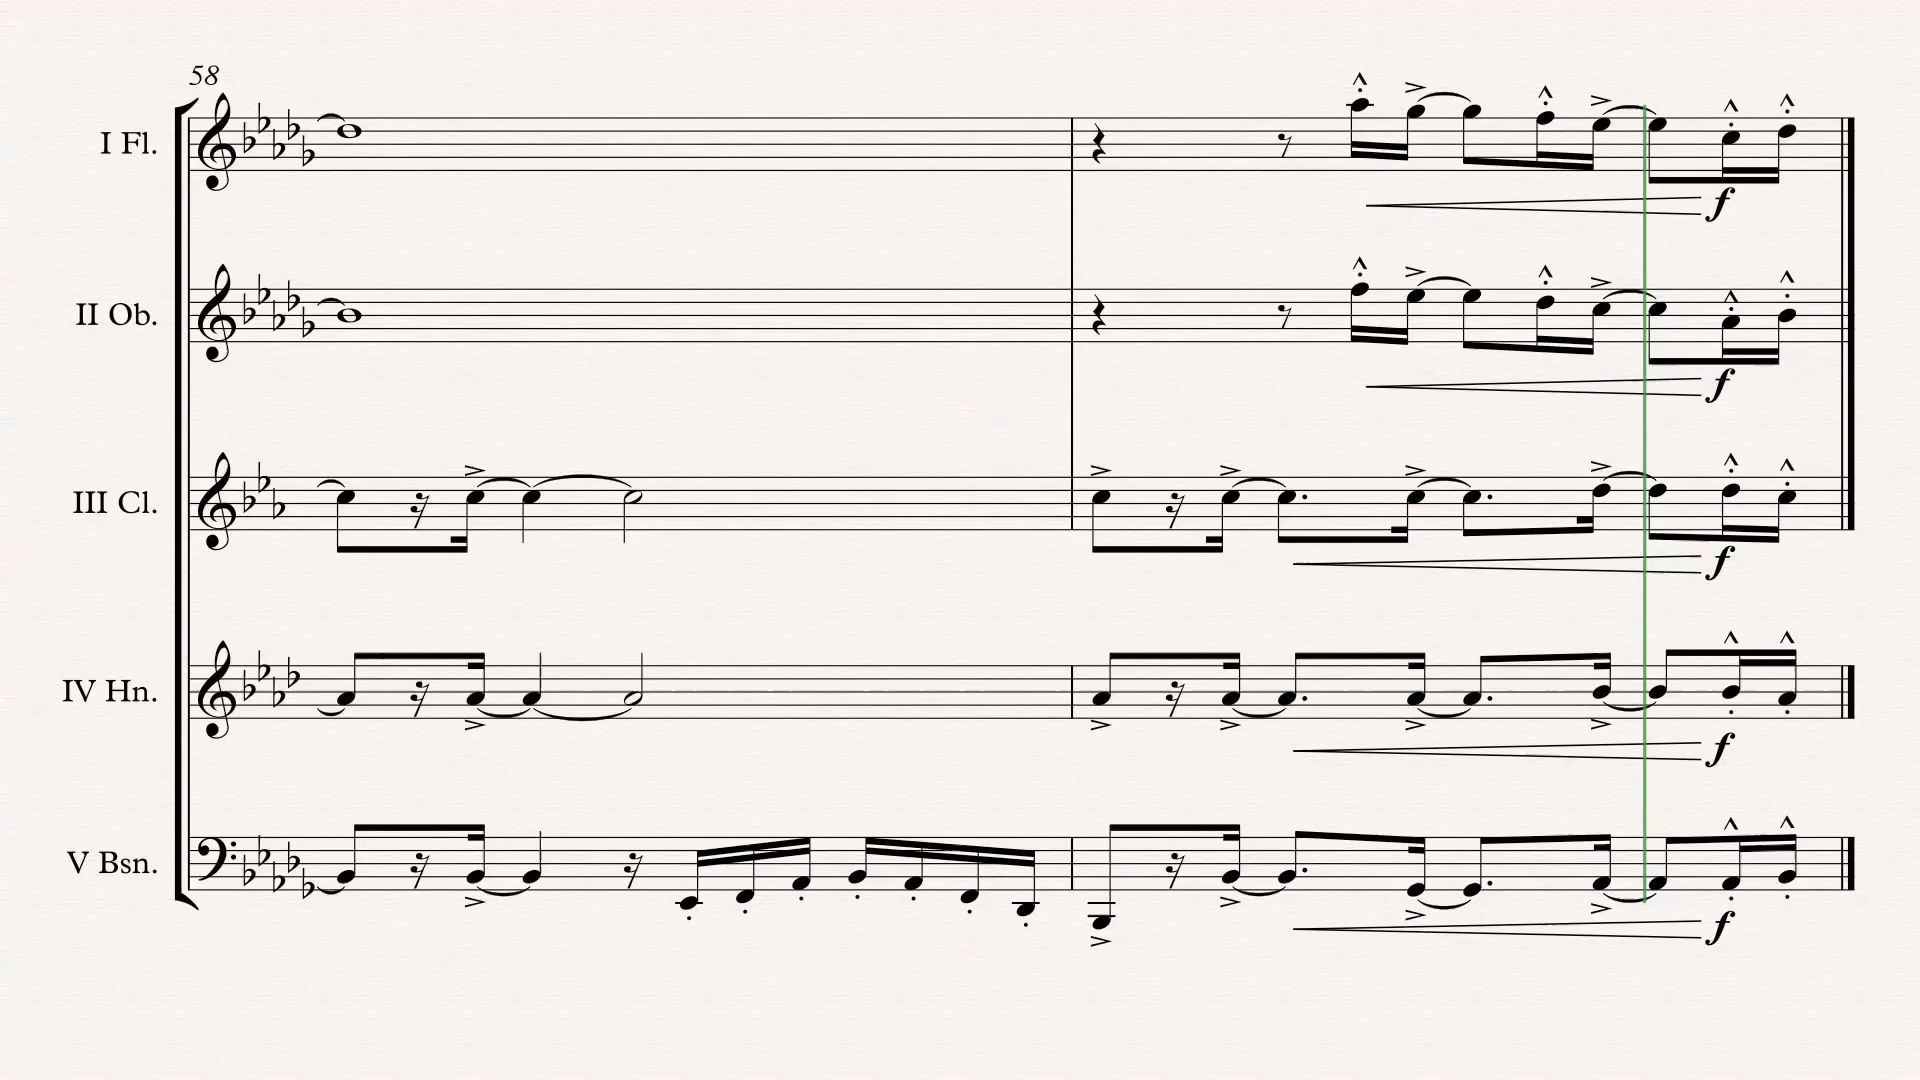 58
I Fl.
f
II Ob.
f
III Cl.
f
IV Hn.
f
V Bsn.
f